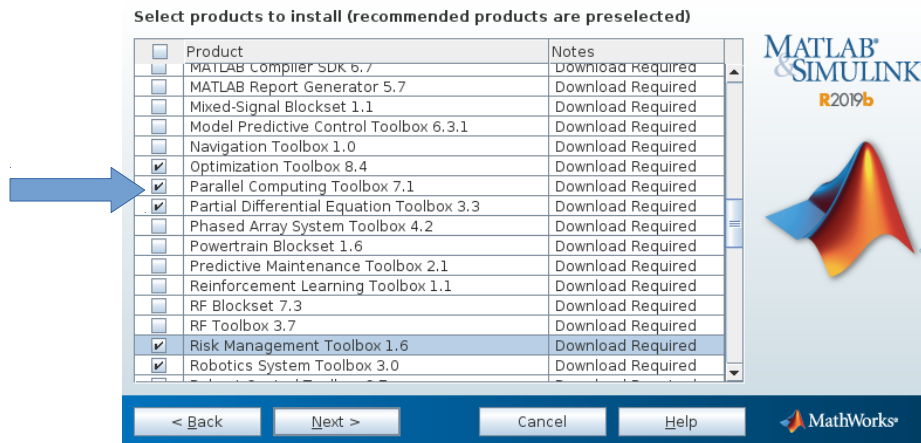 Select products to install (recommended products are preselected)
Product Notes
MATLAB Compiler SDK 6.7 Download Required
MATLAB Report Generator 5.7 Download Required
Mixed-Signal Blockset 1.1 Download Required
Model Predictive Control Toolbox 6.3.1 Download Required
Navigation Toolbox 1.0 Download Required
Optimization Toolbox 8.4 Download Required
Parallel Computing Toolbox 7.1 Download Required
Partial Differential Equation Toolbox 3.3 Download Required
Phased Array System Toolbox 4.2 Download Required
Powertrain Blockset 1.6 Download Required
Predictive Maintenance Toolbox 2.1 Download Required
Reinforcement Learning Toolbox 1.1 Download Required
RF Blockset 7.3 Download Required
RF Toolbox 3.7 Download Required
Risk Management Toolbox 1.6 Download Required
Robotics System Toolbox 3.0 Download Required
MATLAB®
&SIMULINK
R2019b
< Back Next > Cancel Help MathWorks®